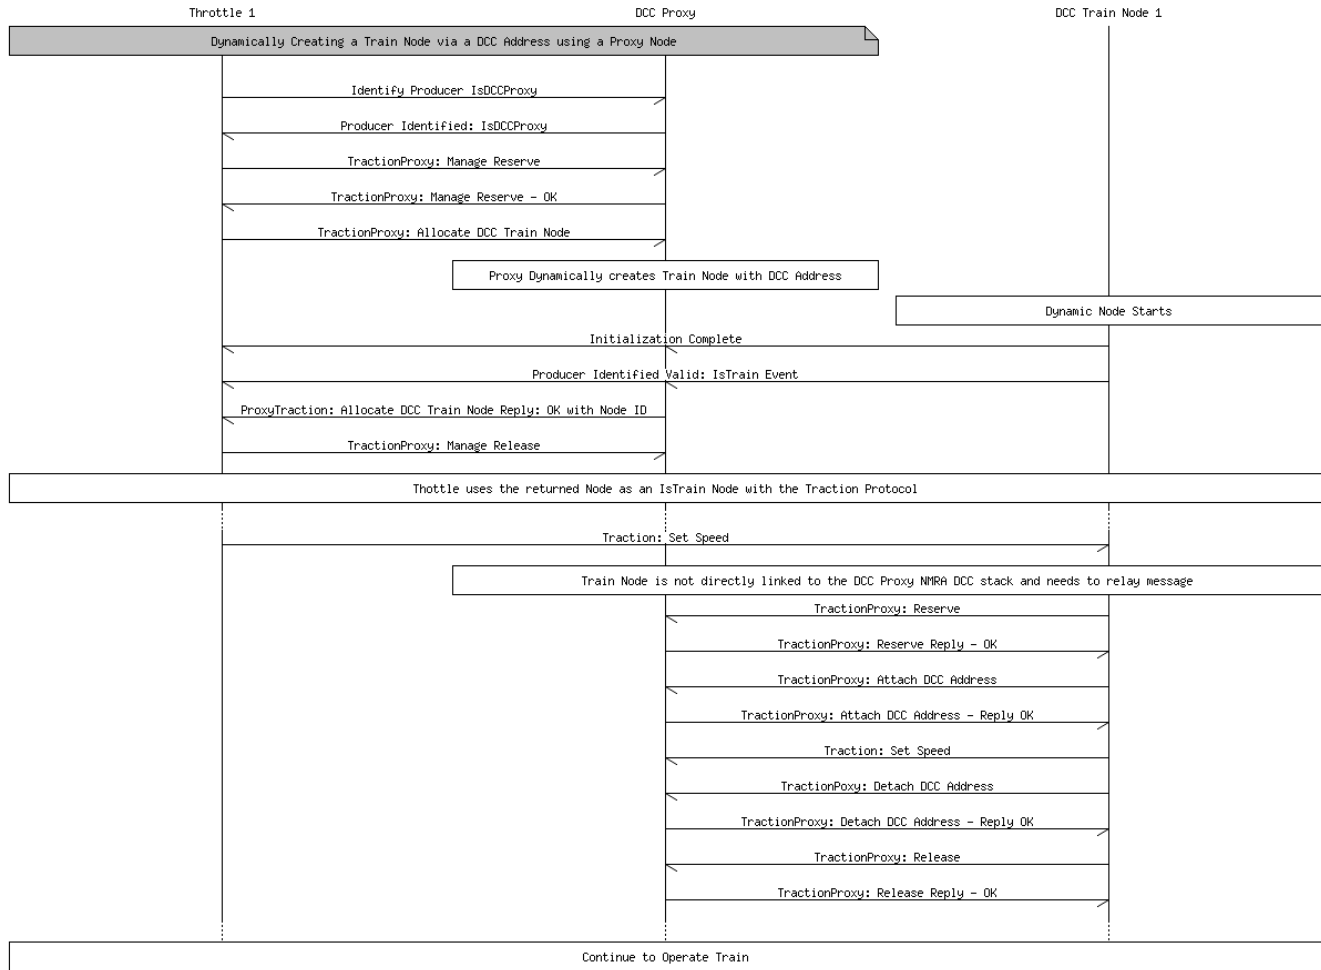 Throttle 1
DCC Proxy
DCC Train Node 1
Dynamically Creating a Train Node via a DCC Address using a Proxy Node
Identify Producer IsDCCProxy
Producer Identified: IsDCCProxy
TractionProxy: Manage Reserve
TractionProxy: Manage Reserve - OK
TractionProxy: Allocate DCC Train Node
Proxy Dynamically creates Train Node with DCC Address
Dynamic Node Starts
Initialization Complete
Producer Identified Valid: IsTrain Event
ProxyTraction: Allocate DCC Train Node Reply: OK with Node ID
TractionProxy: Manage Release
Thottle uses the returned Node as an IsTrain Node with the Traction Protocol
Traction: Set Speed
Train Node is not directly linked to the DCC Proxy NMRA DCC stack and needs to relay message
TractionProxy: Reserve
TractionProxy: Reserve Reply - OK
TractionProxy: Attach DCC Address
TractionProxy: Attach DCC Address - Reply OK
Traction: Set Speed
TractionPoxy: Detach DCC Address
TractionProxy: Detach DCC Address - Reply OK
TractionProxy: Release
TractionProxy: Release Reply - OK
Continue to Operate Train